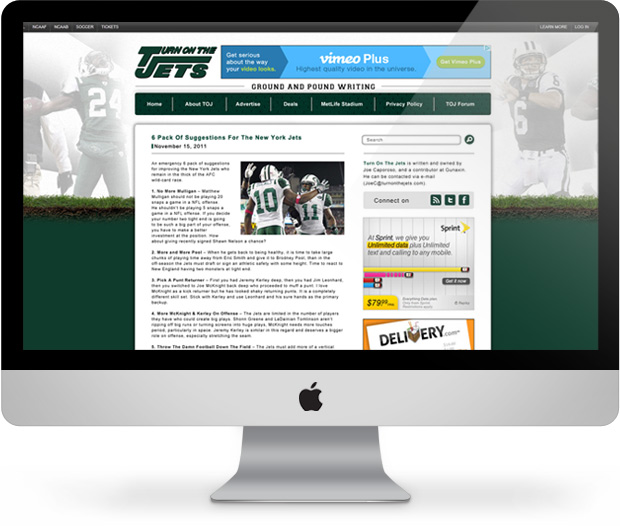 NCAAF NCAAB SOCCER TICKETS
LEARN MORE LOG IN
TURN ON THE
JETS
Get serious
about the way
your video looks.
vimeo Plus
Highest quality video in the universe.
Get Vimeo Plus
GROUND AND POUND WRITING
Home About TOJ Advertise Deals MetLife Stadium Privacy Policy TOJ Forum
6 Pack Of Suggestions For The New York Jets
November 15, 2011
An emergency 6 pack of suggestions
for improving the New York Jets who
remain in the thick of the AFC
wild-card race.
1. No More Mulligan – Matthew
Mulligan should not be playing 25
snaps a game in a NFL offense.
He shouldn't be playing 5 snaps a
game in a NFL offense. If you decide
your number two tight end is going
to be such a big part of your offense,
you have to make a better
investment at the position. How
about giving recently signed Shawn Nelson a chance?
2. More and More Pool – When he gets back to being healthy, it is time to take large
chunks of playing time away from Eric Smith and give it to Brodney Pool, than in the
off-season the Jets must draft or sign an athletic safety with some height. Time to react to
New England having two monsters at tight end.
3. Pick A Punt Returner – First you had Jeremy Kerley deep, then you had Jim Leonhard,
then you switched to Joe McKnight back deep who proceeded to muff a punt. I love
McKnight as a kick returner but he has looked shaky returning punts. It is a completely
different skill set. Stick with Kerley and use Leonhard and his sure hands as the primary
backup.
4. More McKnight & Kerley On Offense – The Jets are limited in the number of players
they have who could create big plays. Shonn Greene and LaDainian Tomlinson aren't
ripping off big runs or turning screens into huge plays. McKnight needs more touches
period, particularly in space. Jeremy Kerley is similar in this regard and deserves a bigger
role on offense, especially stretching the seam.
5. Throw The Damn Football Down The Field – The Jets must add more of a vertical
Search
Turn On The Jets is written and owned by
Joe Caporoso, and a contributor at Gunaxin.
He can be contacted via e-mail
Connect on
Sprint
At Sprint, we give you
Unlimited data plus Unlimited
text and calling to any mobile.
Get it now
$79.99
Everything Data plan
DELIVERY.com
24
6
10
11